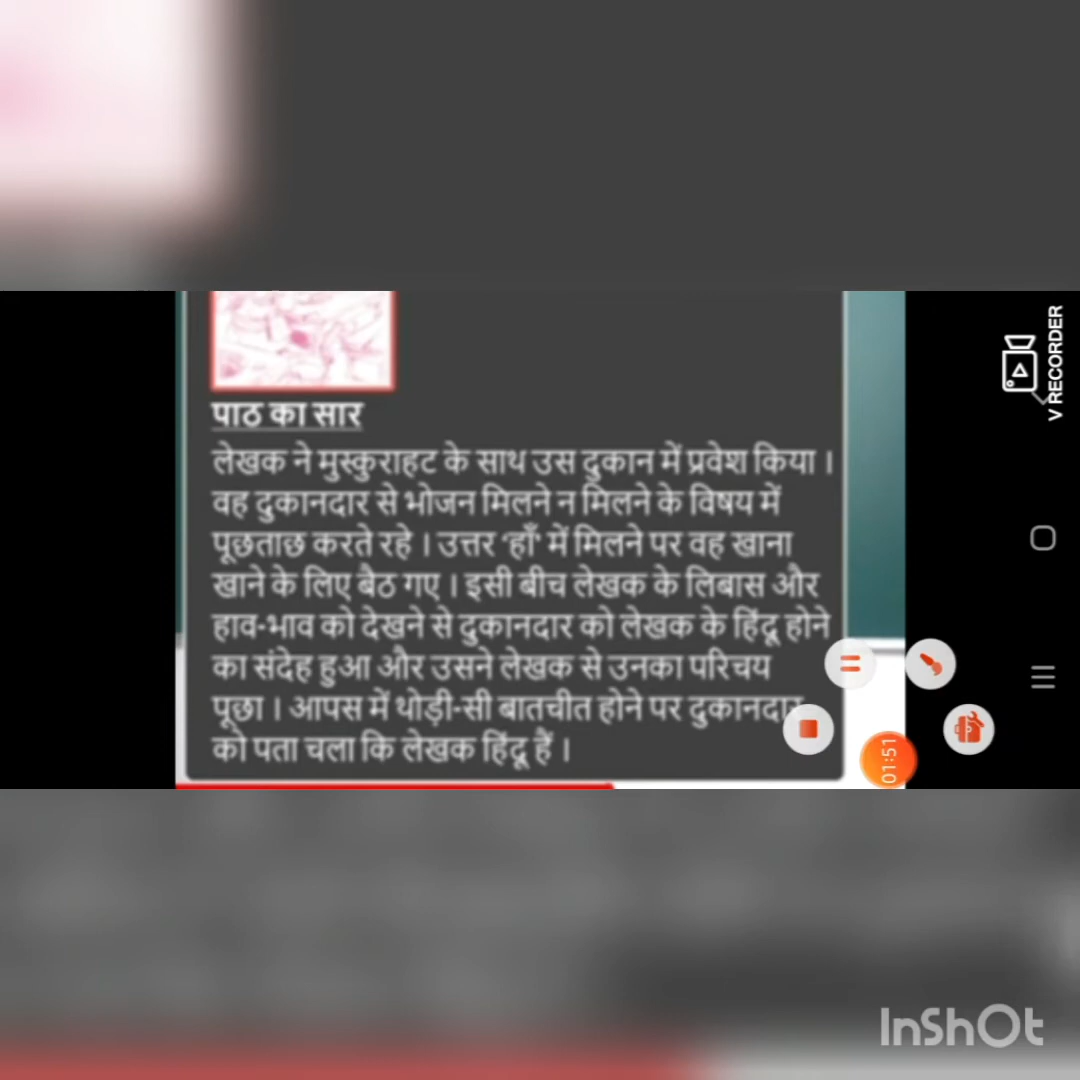 पाठ का सार
लेखक ने मुस्कुराहट के साथ उस दुकान में प्रवेश किया ।
वह दुकानदार से भोजन मिलने न मिलने के विषय में
पूछताछ करते रहे । उत्तर ‘हाँ’ में मिलने पर वह खाना
खाने के लिए बैठ गए । इसी बीच लेखक के लिबास और
हाव-भाव को देखने से दुकानदार को लेखक के हिंदू होने
का संदेह हुआ और उसने लेखक से उनका परिचय
पूछा । आपस में थोड़ी-सी बातचीत होने पर दुकानदार
को पता चला कि लेखक हिंदू हैं ।
V RECORDER
01:51
InShOt